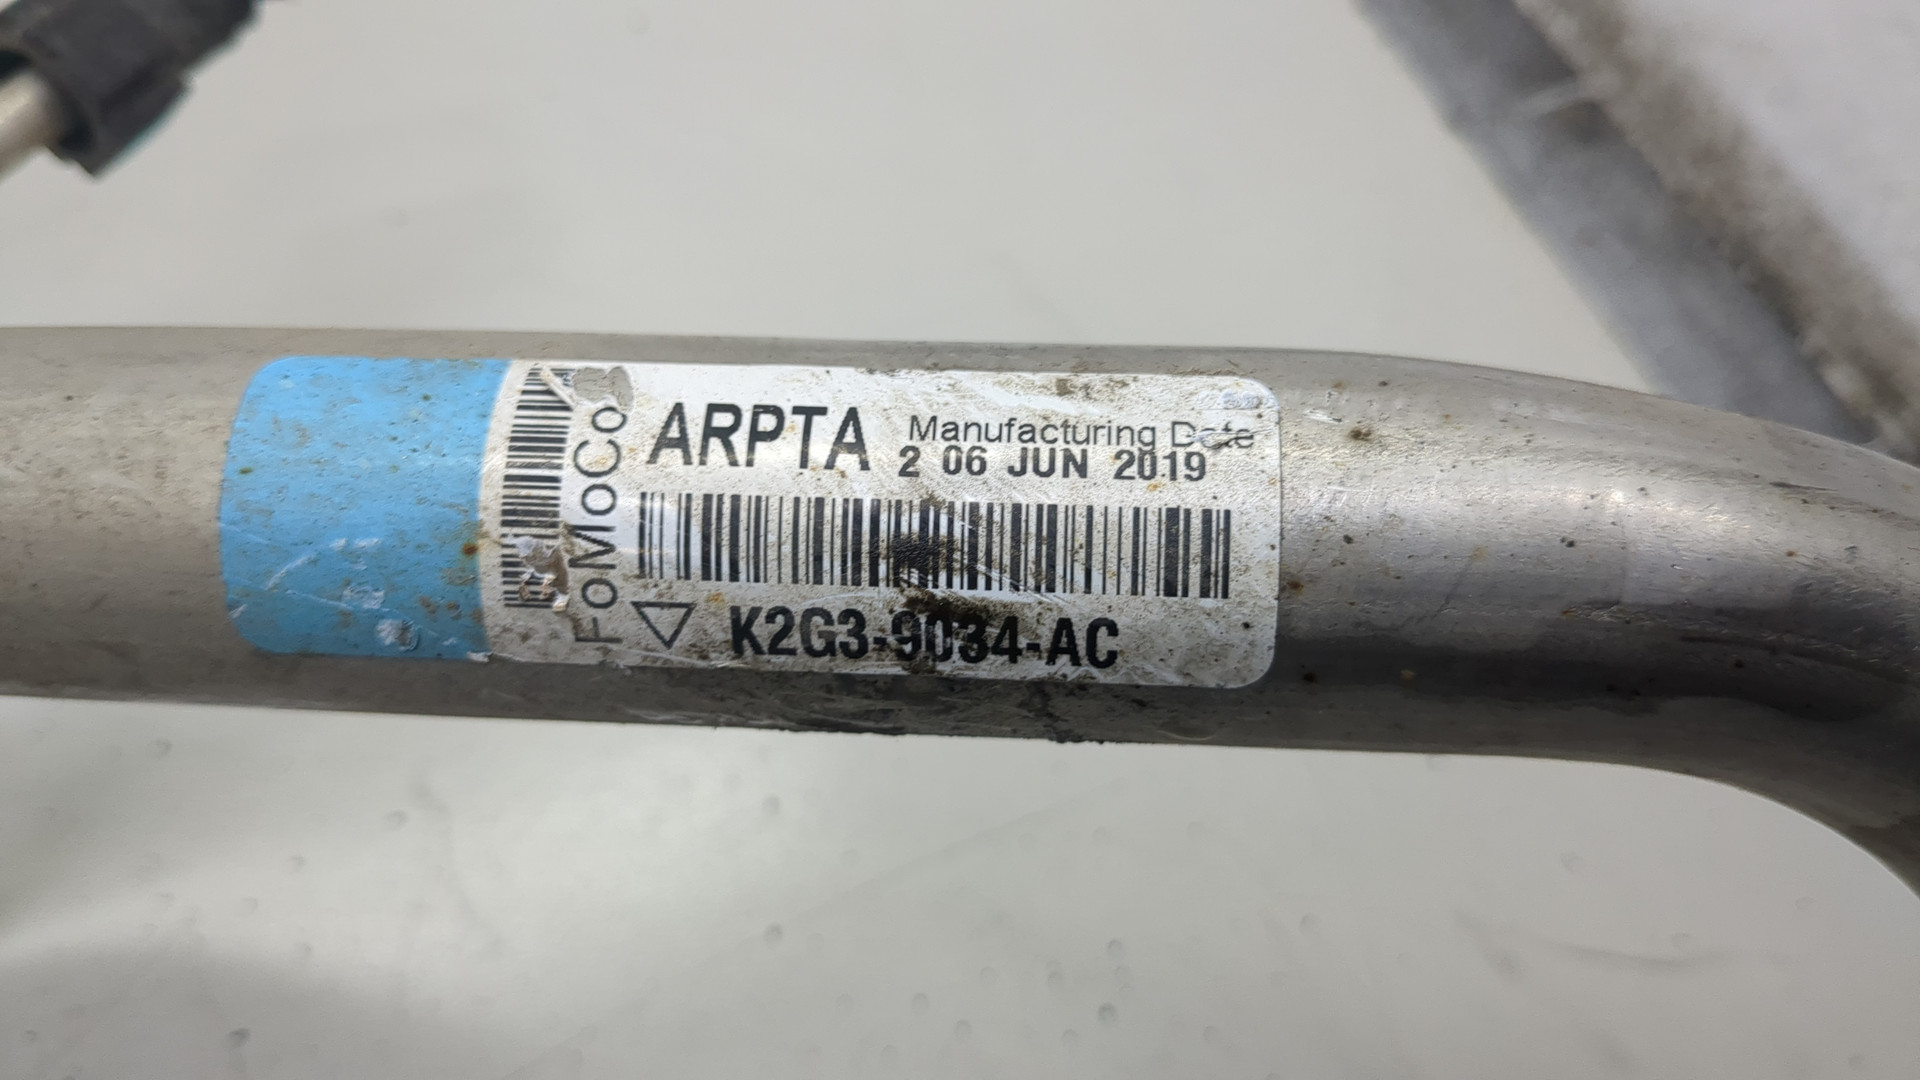 FoMoCo
ARPTA
Manufacturing Date
2 06 JUN 2019
K2G3-9034-AC